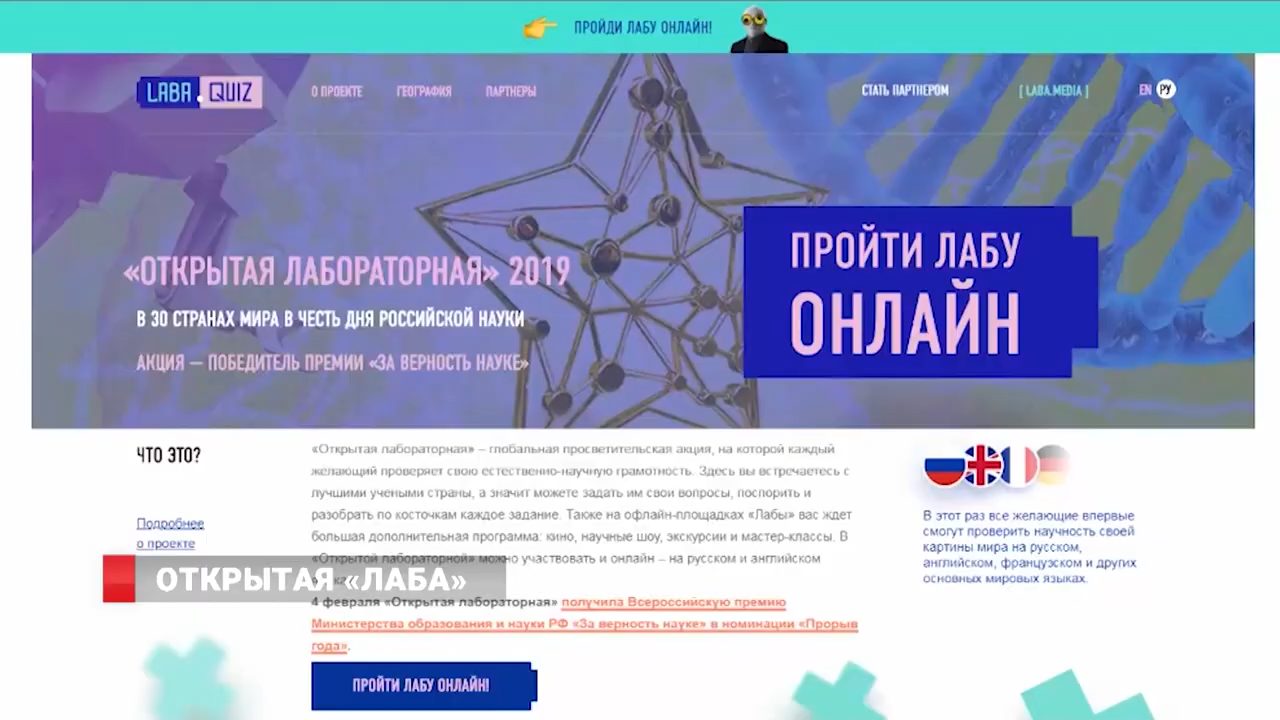 ПРОЙДИ ЛАБУ ОНЛАЙН!
LABA.QUIZ
О ПРОЕКТЕ
ГЕОГРАФИЯ
ПАРТНЕРЫ
СТАТЬ ПАРТНЕРОМ
[ LABA.MEDIA ]
EN РУ
«ОТКРЫТАЯ ЛАБОРАТОРНАЯ» 2019
В 30 СТРАНАХ МИРА В ЧЕСТЬ ДНЯ РОССИЙСКОЙ НАУКИ
АКЦИЯ — ПОБЕДИТЕЛЬ ПРЕМИИ «ЗА ВЕРНОСТЬ НАУКЕ»
ПРОЙТИ ЛАБУ
ОНЛАЙН
ЧТО ЭТО?
Подробнее
о проекте
«Открытая лабораторная» – глобальная просветительская акция, на которой каждый
желающий проверяет свою естественно-научную грамотность. Здесь вы встречаетесь с
лучшими учеными страны, а значит можете задать им свои вопросы, поспорить и
разобрать по косточкам каждое задание. Также на офлайн-площадках «Лабы» вас ждет
большая дополнительная программа: кино, научные шоу, экскурсии и мастер-классы. В
«Открытой лабораторной» можно участвовать и онлайн – на русском и английском
4 февраля «Открытая лабораторная» получила Всероссийскую премию
Министерства образования и науки РФ «За верность науке» в номинации «Прорыв
года».
ПРОЙТИ ЛАБУ ОНЛАЙН!
В этот раз все желающие впервые
смогут проверить научность своей
картины мира на русском,
английском, французском и других
основных мировых языках.
ОТКРЫТАЯ «ЛАБА»